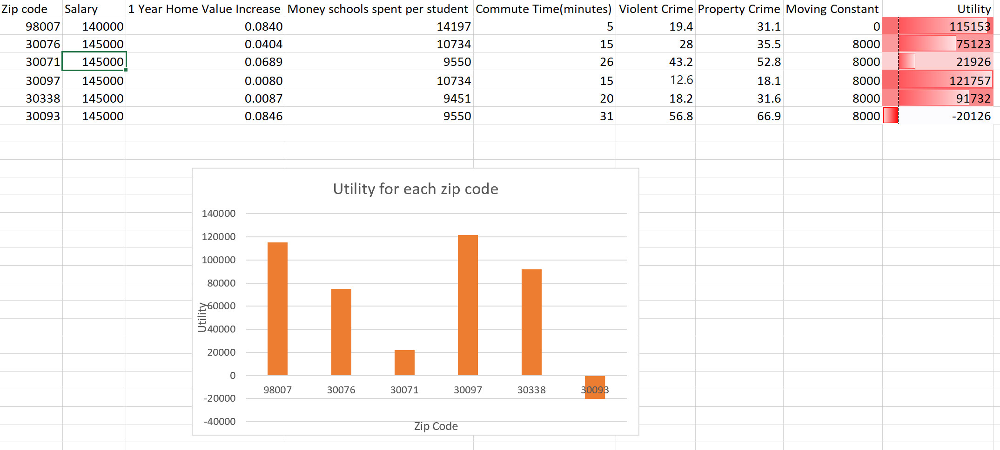 Zip code Salary 1 Year Home Value Increase Money schools spent per student Commute Time(minutes) Violent Crime Property Crime Moving Constant Utility
98007 140000 0.0840 14197 5 19.4 31.1 0 115153
30076 145000 0.0404 10734 15 28 35.5 8000 75123
30071 145000 0.0689 9550 26 43.2 52.8 8000 21926
30097 145000 0.0080 10734 15 12.6 18.1 8000 121757
30338 145000 0.0087 9451 20 18.2 31.6 8000 91732
30093 145000 0.0846 9550 31 56.8 66.9 8000 -20126
Utility for each zip code
140000
120000
100000
80000
60000
40000
20000
0
-20000
-40000
Utility
98007 30076 30071 30097 30338 30093
Zip Code